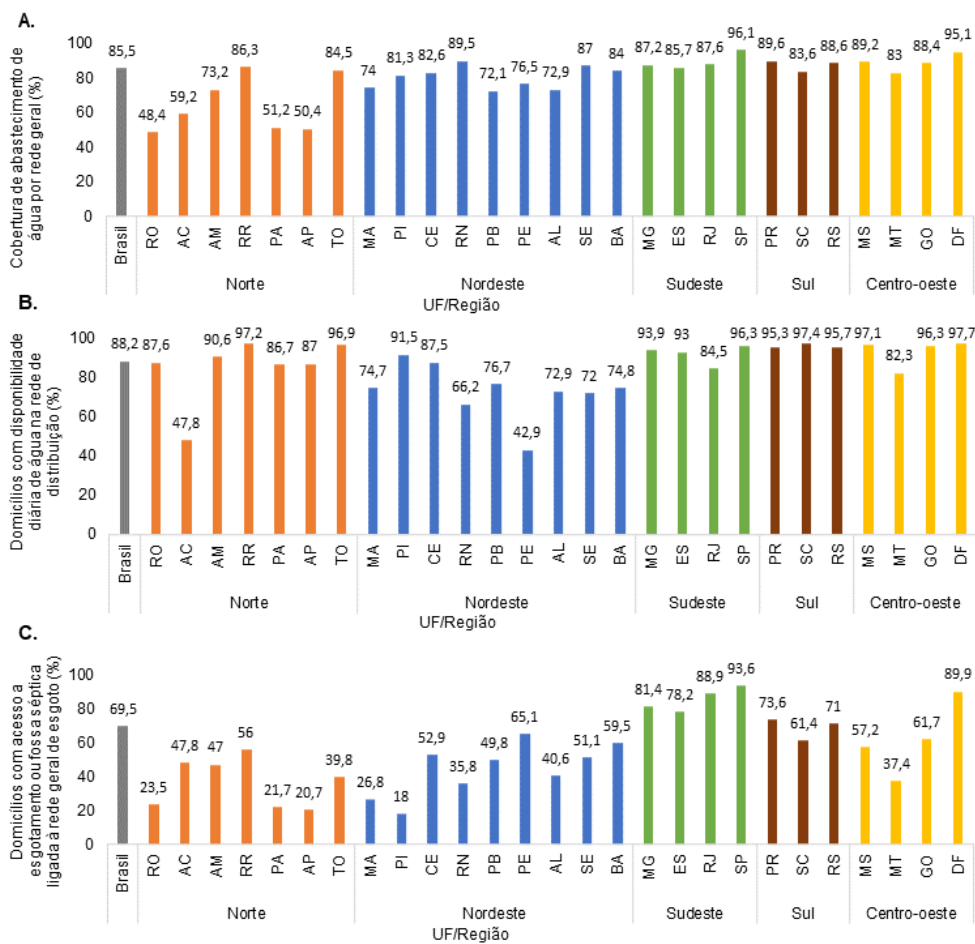 A.
Cobertura de abastecimento de
água por rede geral (%)
100
80
60
40
20
0
85,5
48,4
59,2
73,2
86,3
51,2
50,4
84,5
74
81,3
82,6
89,5
72,1
76,5
72,9
87
84
87,2
85,7
87,6
96,1
89,6
83,6
88,6
89,2
83
88,4
95,1
Brasil
RO
AC
AM
RR
PA
AP
TO
MA
PI
CE
RN
PB
PE
AL
SE
BA
MG
ES
RJ
SP
PR
SC
RS
MS
MT
GO
DF
Norte
Nordeste
Sudeste
Sul
Centro-oeste
UF/Região
B.
Domicílios com disponibilidade
diária de água na rede de
distribuição (%)
100
80
60
40
20
0
88,2
87,6
47,8
90,6
97,2
86,7
87
96,9
74,7
91,5
87,5
66,2
76,7
42,9
72,9
72
74,8
93,9
93
84,5
96,3
95,3
97,4
95,7
97,1
82,3
96,3
97,7
Brasil
RO
AC
AM
RR
PA
AP
TO
MA
PI
CE
RN
PB
PE
AL
SE
BA
MG
ES
RJ
SP
PR
SC
RS
MS
MT
GO
DF
Norte
Nordeste
Sudeste
Sul
Centro-oeste
UF/Região
C.
Domicílios com acesso a
esgotamento ou fossa séptica
ligada à rede geral de esgoto (%)
100
80
60
40
20
0
69,5
23,5
47,8
47
56
21,7
20,7
39,8
26,8
18
52,9
35,8
49,8
65,1
40,6
51,1
59,5
81,4
78,2
88,9
93,6
73,6
61,4
71
57,2
37,4
61,7
89,9
Brasil
RO
AC
AM
RR
PA
AP
TO
MA
PI
CE
RN
PB
PE
AL
SE
BA
MG
ES
RJ
SP
PR
SC
RS
MS
MT
GO
DF
Norte
Nordeste
Sudeste
Sul
Centro-oeste
UF/Região